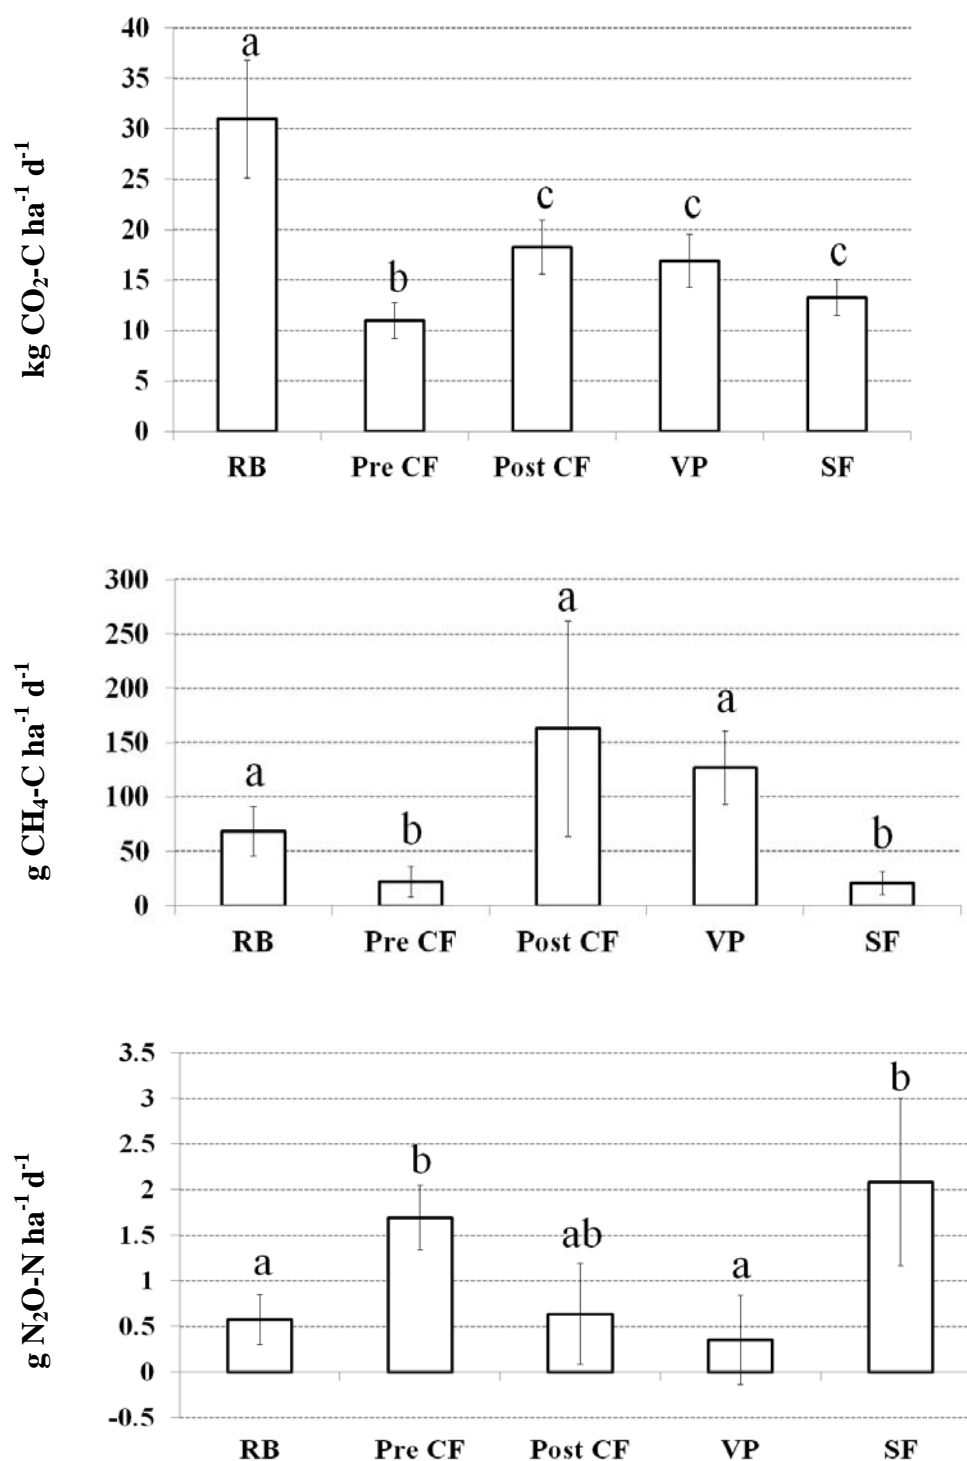 kg CO₂-C ha⁻¹ d⁻¹
40
35
30
25
20
15
10
5
0
a
b
c
c
c
RB Pre CF Post CF VP SF
g CH₄-C ha⁻¹ d⁻¹
300
250
200
150
100
50
0
a
b
a
a
b
RB Pre CF Post CF VP SF
g N₂O-N ha⁻¹ d⁻¹
3.5
3
2.5
2
1.5
1
0.5
0
-0.5
a
b
ab
a
b
RB Pre CF Post CF VP SF